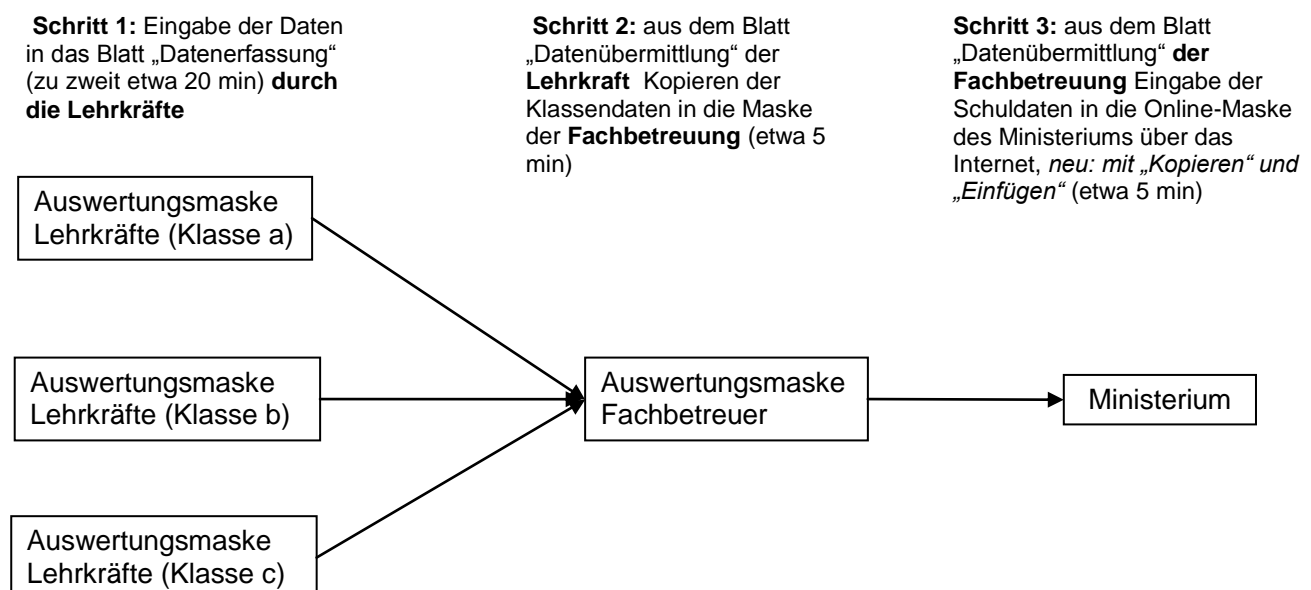 Schritt 1: Eingabe der Daten
in das Blatt „Datenerfassung“
(zu zweit etwa 20 min) durch
die Lehrkräfte
Schritt 2: aus dem Blatt
„Datenübermittlung“ der
Lehrkraft Kopieren der
Klassendaten in die Maske
der Fachbetreuung (etwa 5
min)
Schritt 3: aus dem Blatt
„Datenübermittlung“ der
Fachbetreuung Eingabe der
Schuldaten in die Online-Maske
des Ministeriums über das
Internet, neu: mit „Kopieren“ und
„Einfügen“ (etwa 5 min)
Auswertungsmaske
Lehrkräfte (Klasse a)
Auswertungsmaske
Lehrkräfte (Klasse b)
Auswertungsmaske
Fachbetreuer
Ministerium
Auswertungsmaske
Lehrkräfte (Klasse c)